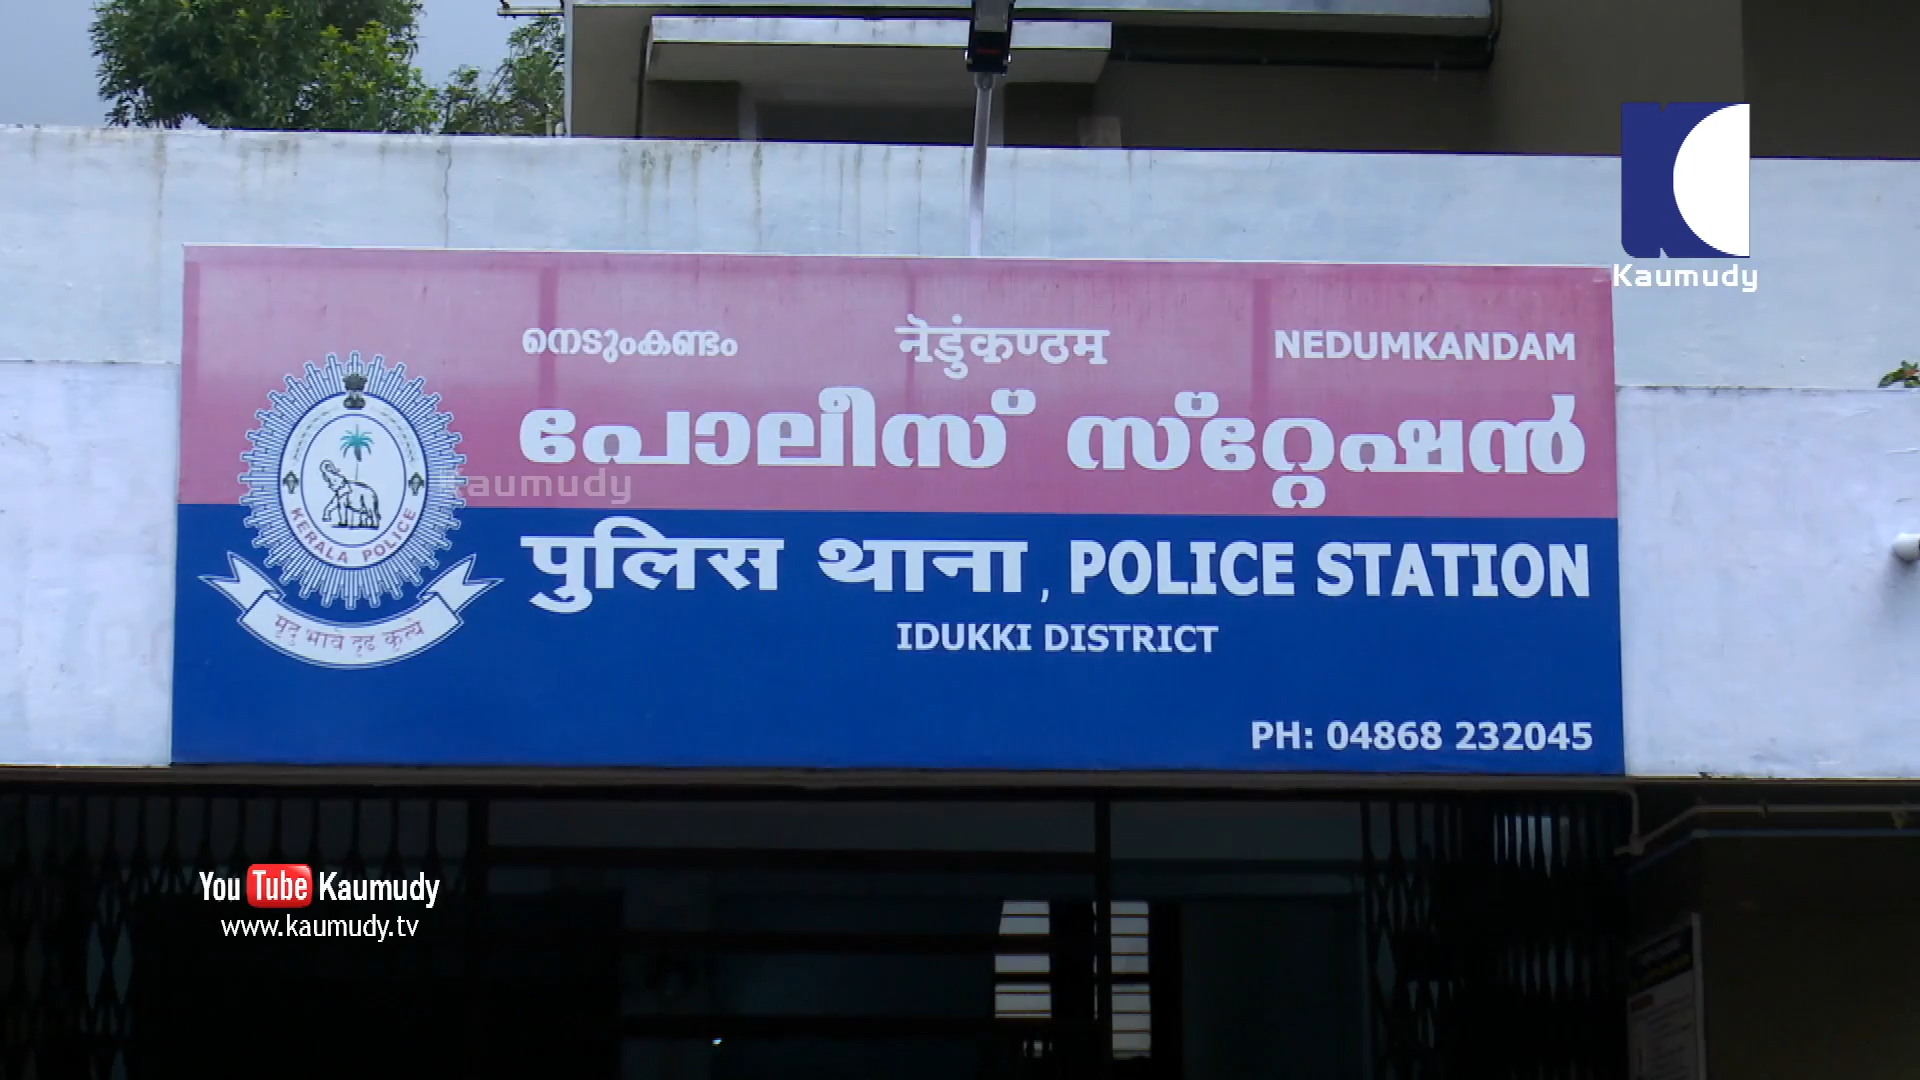 Kaumudy
നെടുംകണ്ടം नॆडुंकण्ठम NEDUMKANDAM
പോലീസ് സ്റ്റേഷൻ
Kaumudy
पुलिस थाना, POLICE STATION
IDUKKI DISTRICT
KERALA POLICE
मृदु भावे दृढ कृत्ये
PH: 04868 232045
You Tube Kaumudy
www.kaumudy.tv